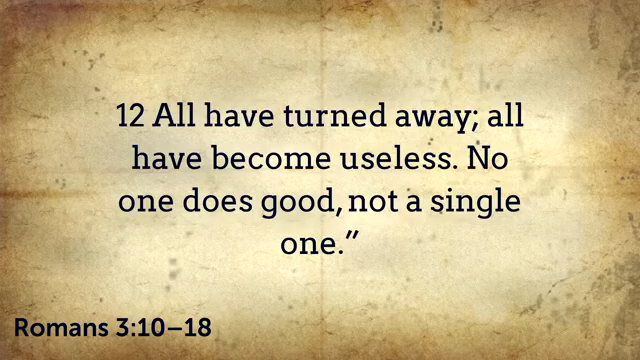 12 All have turned away; all
have become useless. No
one does good, not a single
one.”
Romans 3:10–18